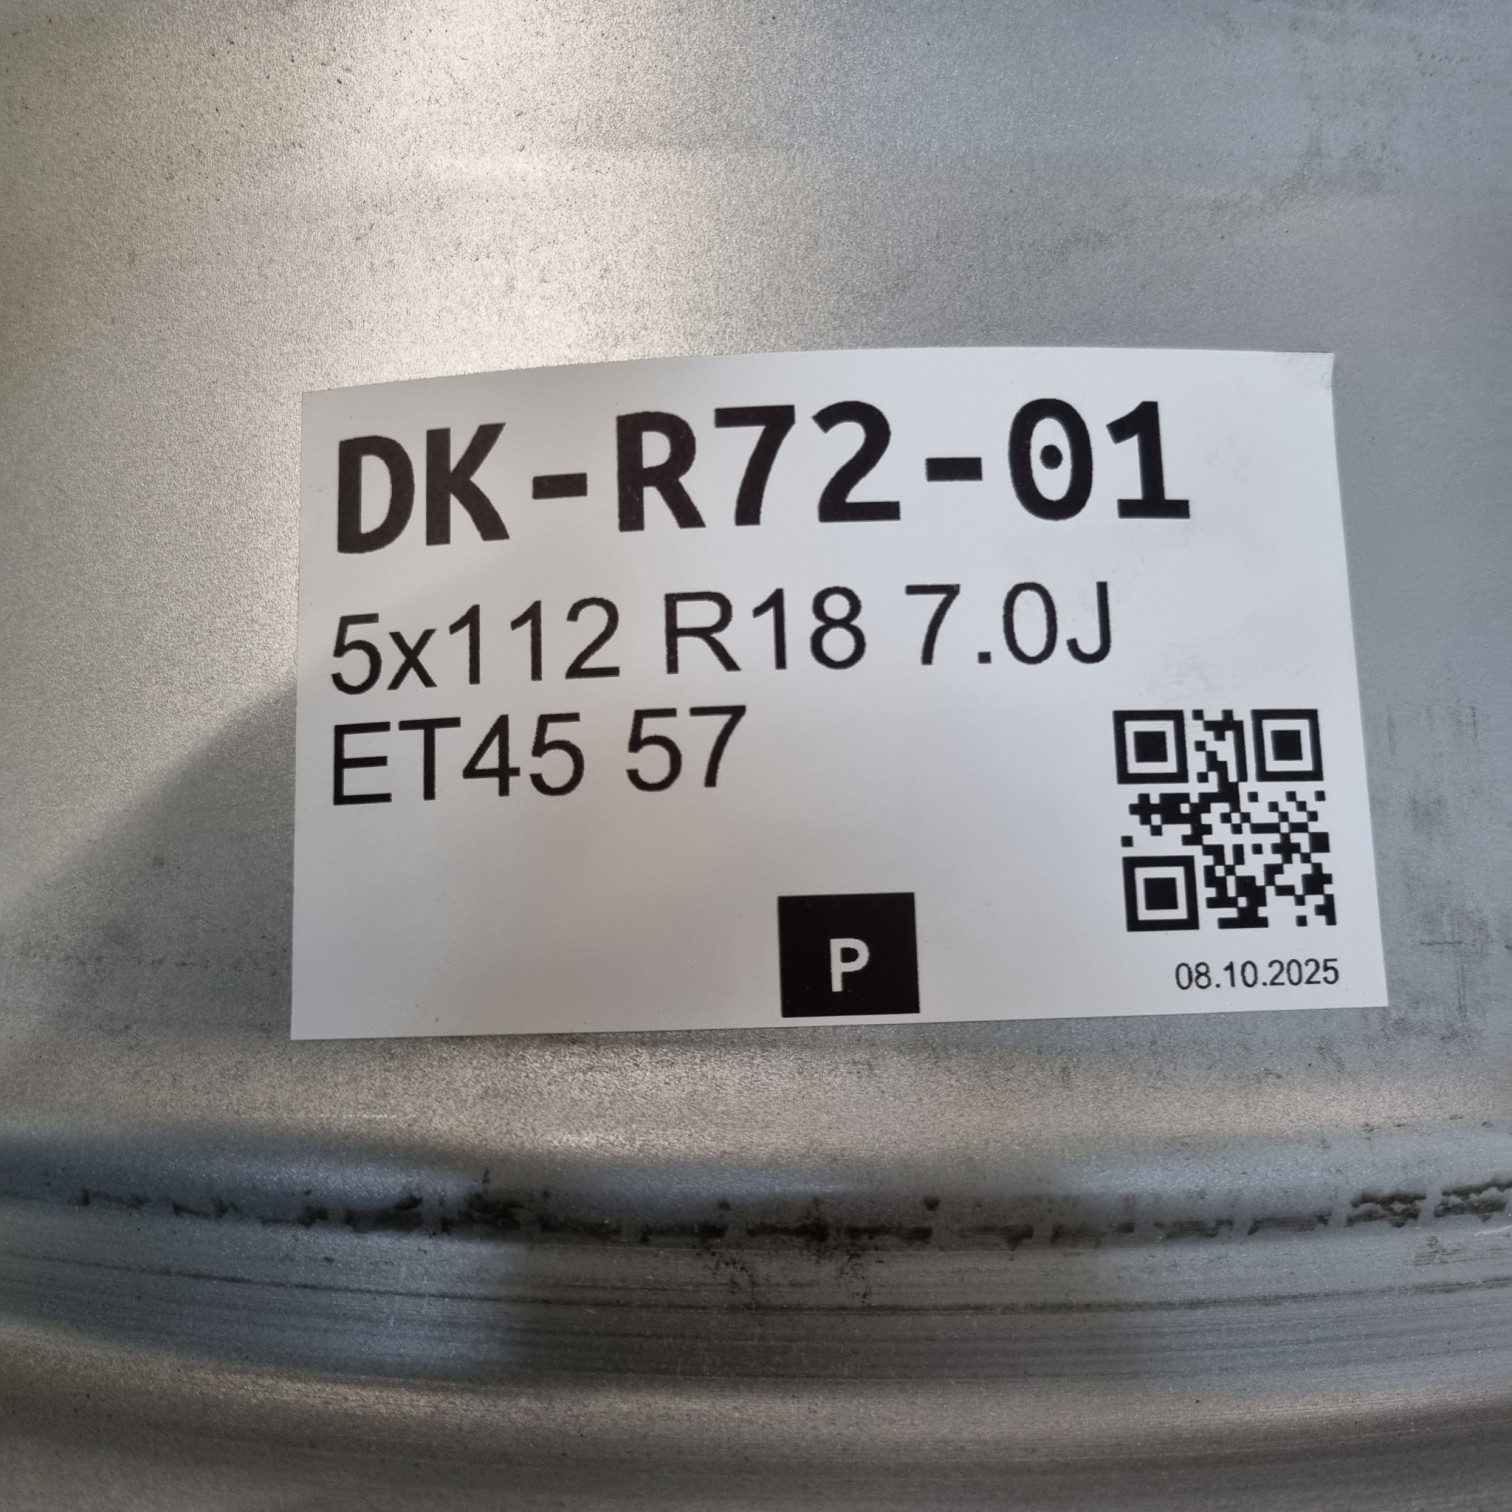 DK-R72-01
5x112 R18 7.0J
ET45 57
P
08.10.2025